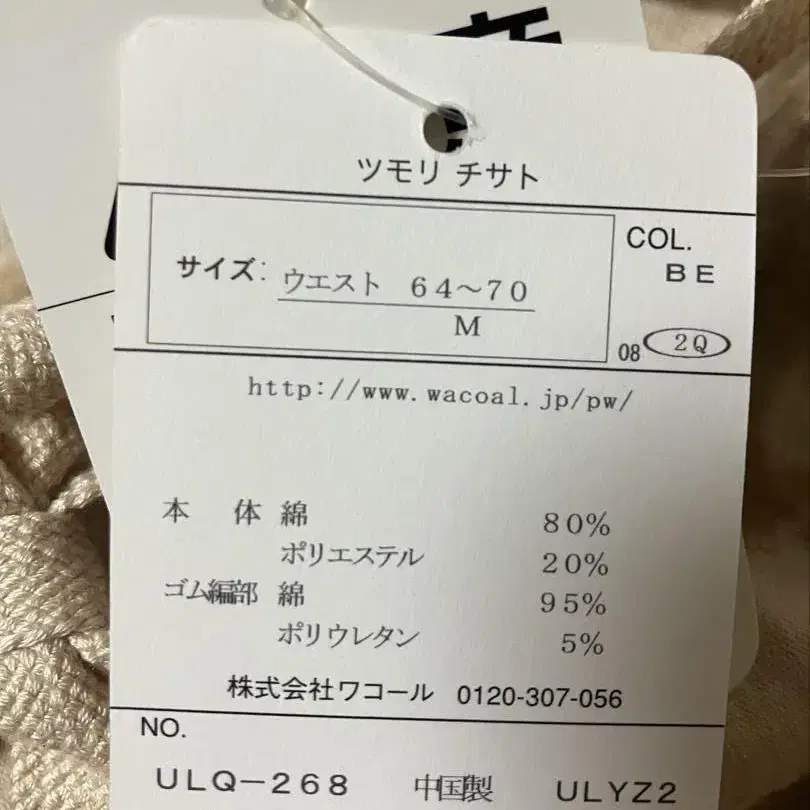 ツモリ チサト
サイズ: ウエスト 64〜70
M
COL.
BE
08 2Q
http://www.wacoal.jp/pw/
本 体 綿 80%
ポリエステル 20%
ゴム編部 綿 95%
ポリウレタン 5%
株式会社ワコール 0120-307-056
NO.
ULQ-268 中国製 ULYZ2